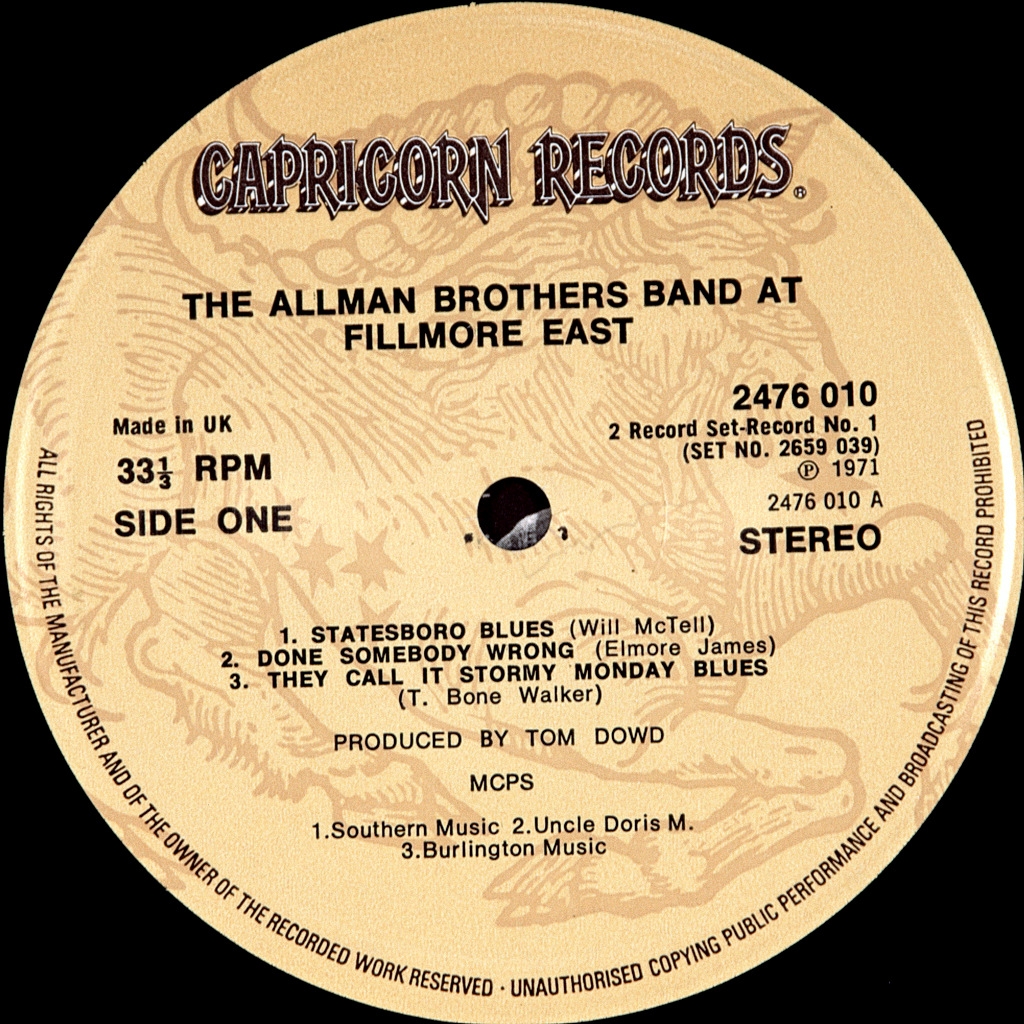 CAPRICORN RECORDS®
THE ALLMAN BROTHERS BAND AT
FILLMORE EAST
Made in UK
33⅓ RPM
SIDE ONE
2476 010
2 Record Set-Record No. 1
(SET NO. 2659 039)
℗ 1971
2476 010 A
STEREO
1. STATESBORO BLUES (Will McTell)
2. DONE SOMEBODY WRONG (Elmore James)
3. THEY CALL IT STORMY MONDAY BLUES
(T. Bone Walker)
PRODUCED BY TOM DOWD
MCPS
1.Southern Music 2.Uncle Doris M.
3.Burlington Music
ALL RIGHTS OF THE MANUFACTURER AND OF THE OWNER OF THE RECORDED WORK RESERVED · UNAUTHORISED COPYING PUBLIC PERFORMANCE AND BROADCASTING OF THIS RECORD PROHIBITED